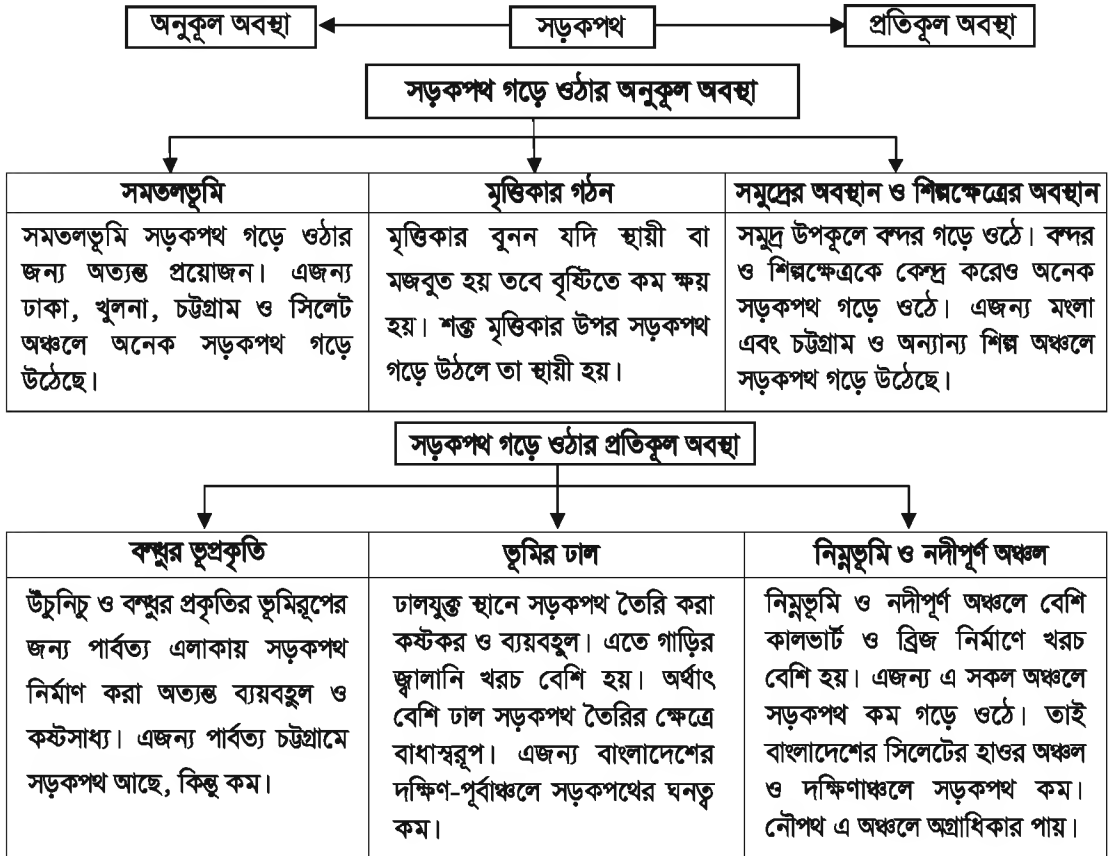 অনুকূল অবস্থা
সড়কপথ
প্রতিকূল অবস্থা
সড়কপথ গড়ে ওঠার অনুকূল অবস্থা
সমতলভূমি
সমতলভূমি সড়কপথ গড়ে ওঠার
জন্য অত্যন্ত প্রয়োজন। এজন্য
ঢাকা, খুলনা, চট্টগ্রাম ও সিলেট
অঞ্চলে অনেক সড়কপথ গড়ে
উঠেছে।
মৃত্তিকার গঠন
মৃত্তিকার বুনন যদি স্থায়ী বা
মজবুত হয় তবে বৃষ্টিতে কম ক্ষয়
হয়। শক্ত মৃত্তিকার উপর সড়কপথ
গড়ে উঠলে তা স্থায়ী হয়।
সমুদ্রের অবস্থান ও শিল্পক্ষেত্রের অবস্থান
সমুদ্র উপকূলে বন্দর গড়ে ওঠে। বন্দর
ও শিল্পক্ষেত্রকে কেন্দ্র করেও অনেক
সড়কপথ গড়ে ওঠে। এজন্য মংলা
এবং চট্টগ্রাম ও অন্যান্য শিল্প অঞ্চলে
সড়কপথ গড়ে উঠেছে।
সড়কপথ গড়ে ওঠার প্রতিকূল অবস্থা
বন্ধুর ভূপ্রকৃতি
উঁচুনিচু ও বন্ধুর প্রকৃতির ভূমিরূপের
জন্য পার্বত্য এলাকায় সড়কপথ
নির্মাণ করা অত্যন্ত ব্যয়বহুল ও
কষ্টসাধ্য। এজন্য পার্বত্য চট্টগ্রামে
সড়কপথ আছে, কিন্তু কম।
ভূমির ঢাল
ঢালযুক্ত স্থানে সড়কপথ তৈরি করা
কষ্টকর ও ব্যয়বহুল। এতে গাড়ির
জ্বালানি খরচ বেশি হয়। অর্থাৎ
বেশি ঢাল সড়কপথ তৈরির ক্ষেত্রে
বাধাস্বরূপ। এজন্য বাংলাদেশের
দক্ষিণ-পূর্বাঞ্চলে সড়কপথের ঘনত্ব
কম।
নিম্নভূমি ও নদীপূর্ণ অঞ্চল
নিম্নভূমি ও নদীপূর্ণ অঞ্চলে বেশি
কালভার্ট ও ব্রিজ নির্মাণে খরচ
বেশি হয়। এজন্য এ সকল অঞ্চলে
সড়কপথ কম গড়ে ওঠে। তাই
বাংলাদেশের সিলেটের হাওর অঞ্চল
ও দক্ষিণাঞ্চলে সড়কপথ কম।
নৌপথ এ অঞ্চলে অগ্রাধিকার পায়।